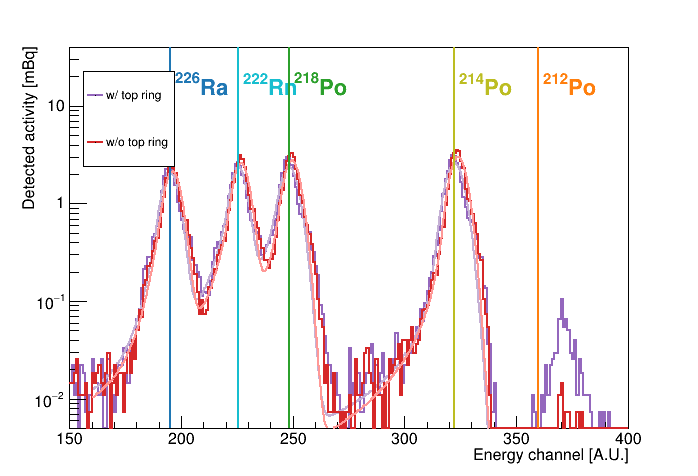 Detected activity [mBq]
10
1
10⁻¹
10⁻²
w/ top ring
w/o top ring
²²⁶Ra
²²²Rn
²¹⁸Po
²¹⁴Po
²¹²Po
150 200 250 300 350 400
Energy channel [A.U.]